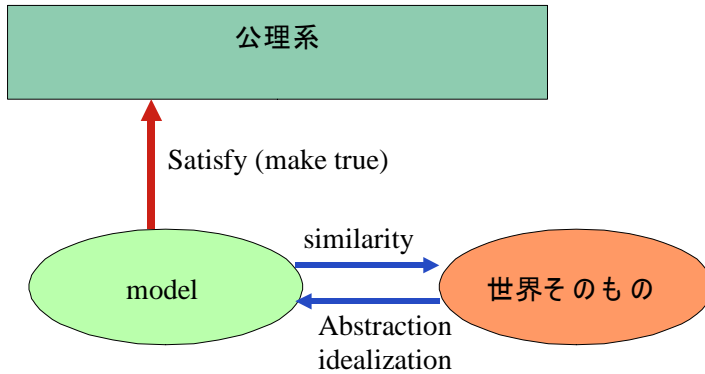 公理系
Satisfy (make true)
similarity
model
世界そのもの
Abstraction
idealization